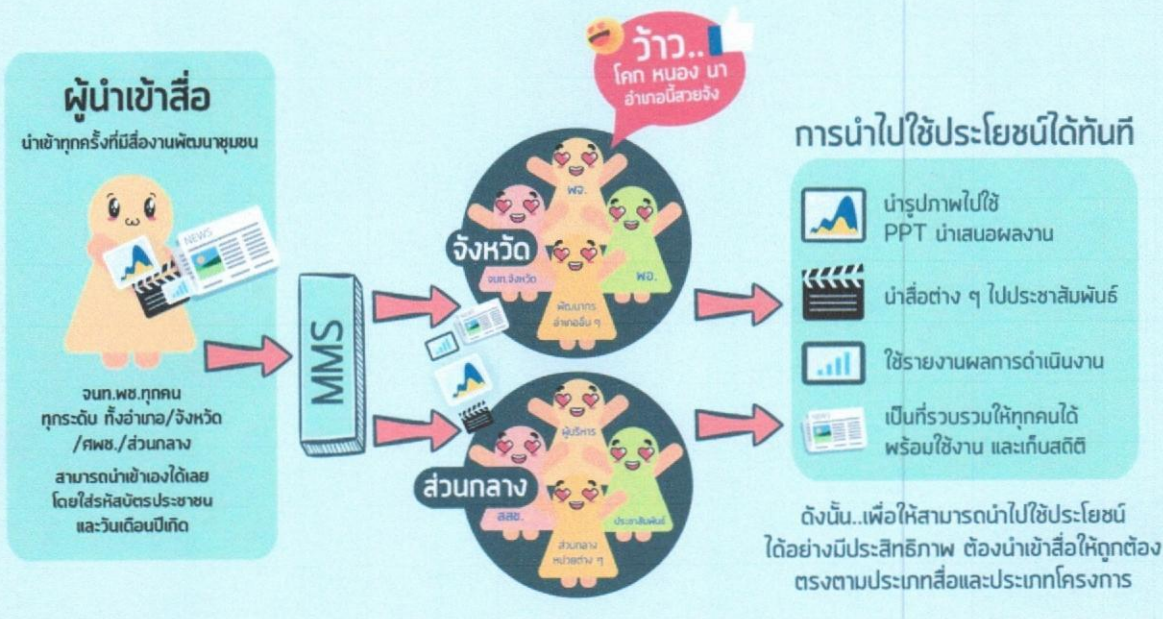 ผู้นำเข้าสื่อ
นำเข้าทุกครั้งที่มีสื่องานพัฒนาชุมชน
NEWS
จนท.พช.ทุกคน
ทุกระดับ ทั้งอำเภอ/จังหวัด
/ศพช./ส่วนกลาง
สามารถนำเข้าเองได้เลย
โดยใส่รหัสบัตรประชาชน
และวันเดือนปีเกิด
MMS
ว้าว..
โคก หนอง นา
อำเภอนี้สวยจัง
พจ.
จังหวัด
จนท.จังหวัด
พอ.
พัฒนากร
อำเภออื่น ๆ
NEWS
ผู้บริหาร
ส่วนกลาง
สสช.
ประชาสัมพันธ์
ส่วนกลาง
หน่วยต่าง ๆ
การนำไปใช้ประโยชน์ได้ทันที
นำรูปภาพไปใช้
PPT นำเสนอผลงาน
นำสื่อต่าง ๆ ไปประชาสัมพันธ์
ใช้รายงานผลการดำเนินงาน
NEWS
เป็นที่รวบรวมให้ทุกคนได้
พร้อมใช้งาน และเก็บสถิติ
ดังนั้น..เพื่อให้สามารถนำไปใช้ประโยชน์
ได้อย่างมีประสิทธิภาพ ต้องนำเข้าสื่อให้ถูกต้อง
ตรงตามประเภทสื่อและประเภทโครงการ